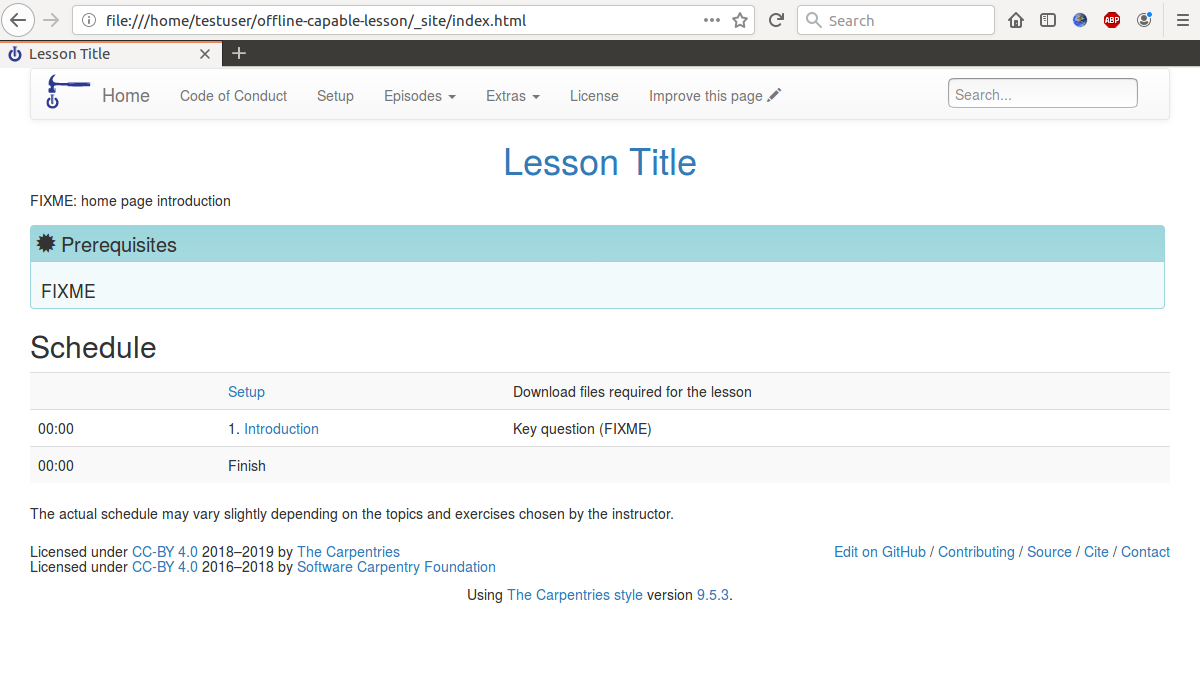 file:///home/testuser/offline-capable-lesson/_site/index.html
Search
ABP
Lesson Title
Home Code of Conduct Setup Episodes Extras License Improve this page Search...
Lesson Title
FIXME: home page introduction
Prerequisites
FIXME
Schedule
Setup Download files required for the lesson
00:00 1. Introduction Key question (FIXME)
00:00 Finish
The actual schedule may vary slightly depending on the topics and exercises chosen by the instructor.
Licensed under CC-BY 4.0 2018–2019 by The Carpentries Edit on GitHub / Contributing / Source / Cite / Contact
Licensed under CC-BY 4.0 2016–2018 by Software Carpentry Foundation
Using The Carpentries style version 9.5.3.